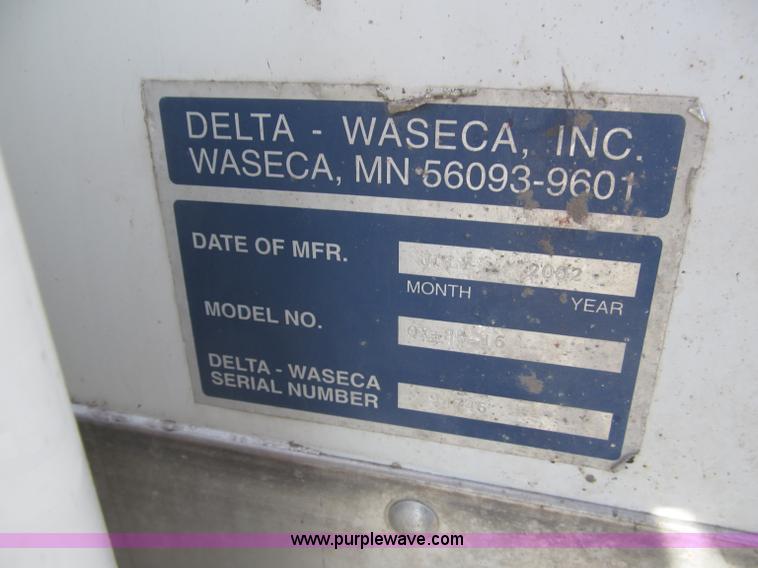 DELTA - WASECA, INC.
WASECA, MN 56093-9601
DATE OF MFR.
JULY 2002
MONTH YEAR
MODEL NO.
DELTA - WASECA
SERIAL NUMBER
www.purplewave.com